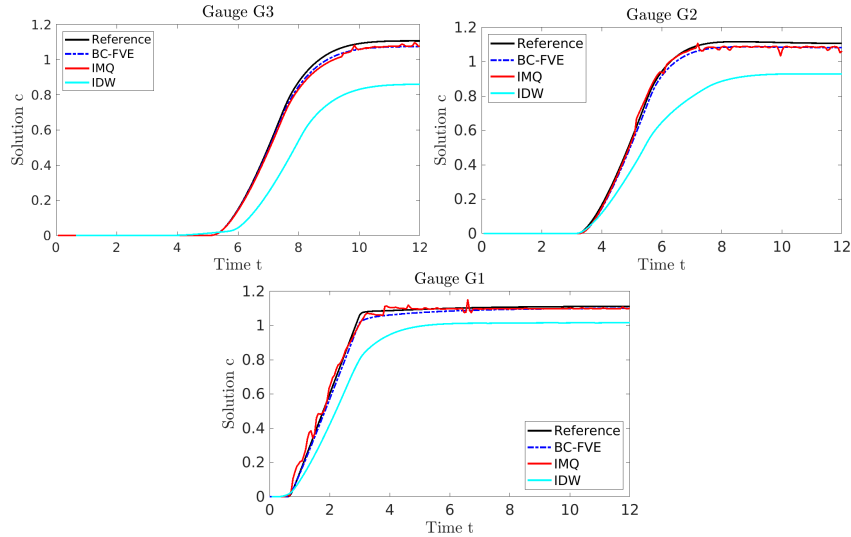 Gauge G3
1.2
1
0.8
0.6
0.4
0.2
0
Solution c
Reference
BC-FVE
IMQ
IDW
0 2 4 6 8 10 12
Time t
Gauge G2
1.2
1
0.8
0.6
0.4
0.2
0
Solution c
Reference
BC-FVE
IMQ
IDW
0 2 4 6 8 10 12
Time t
Gauge G1
1.2
1
0.8
0.6
0.4
0.2
0
Solution c
Reference
BC-FVE
IMQ
IDW
0 2 4 6 8 10 12
Time t